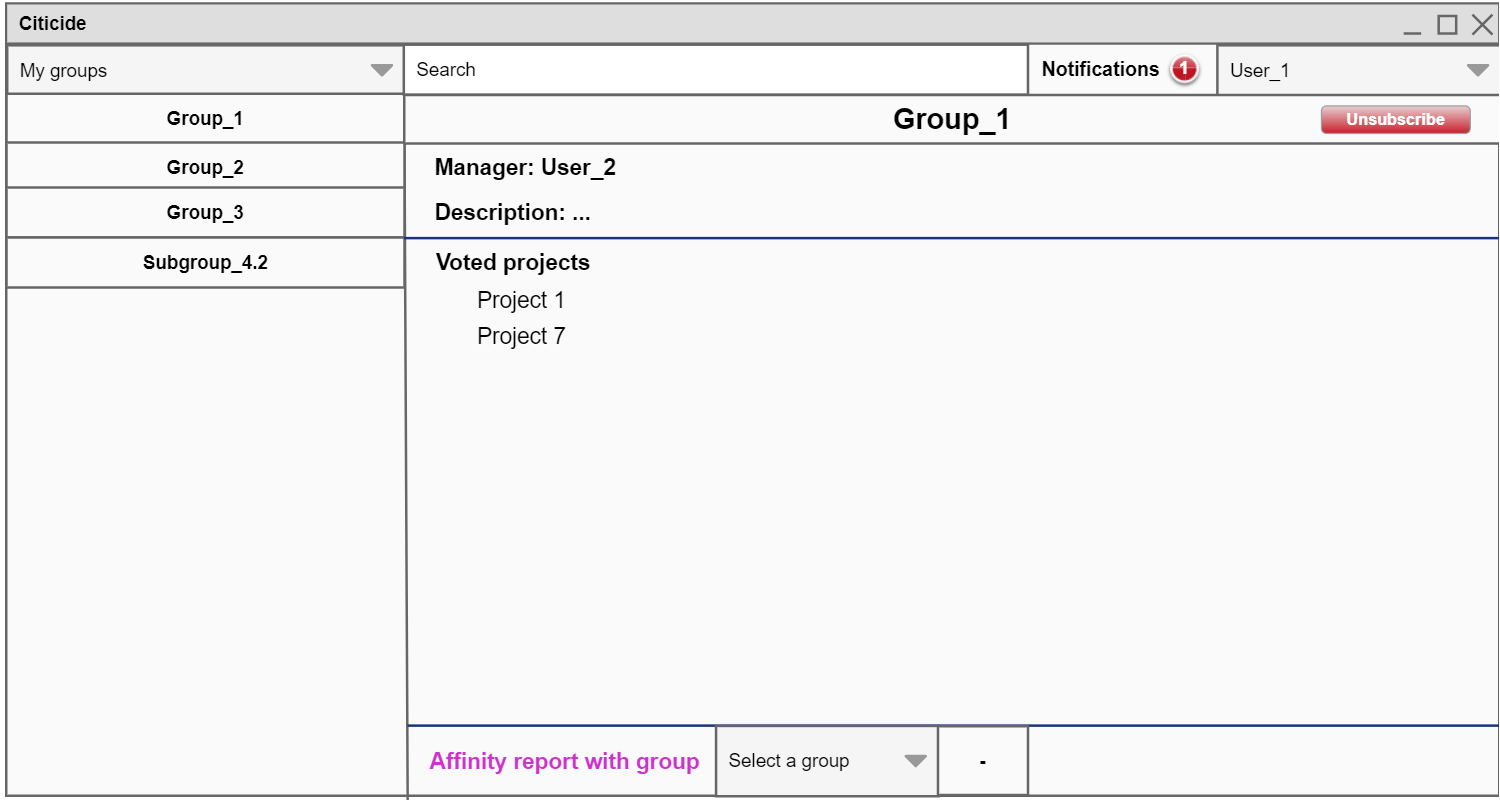 Citicide
My groups
Search
Notifications 1
User_1
Group_1
Group_2
Group_3
Subgroup_4.2
Group_1
Unsubscribe
Manager: User_2
Description: ...
Voted projects
Project 1
Project 7
Affinity report with group
Select a group
-